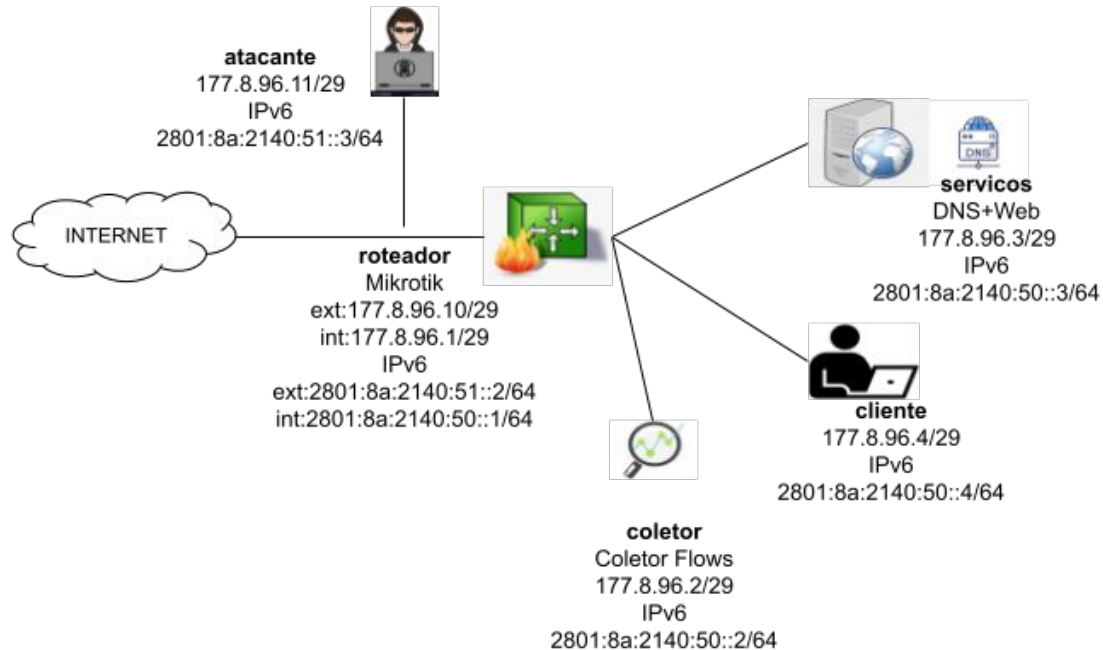 atacante
177.8.96.11/29
IPv6
2801:8a:2140:51::3/64
INTERNET
roteador
Mikrotik
ext:177.8.96.10/29
int:177.8.96.1/29
IPv6
ext:2801:8a:2140:51::2/64
int:2801:8a:2140:50::1/64
DNS
servicos
DNS+Web
177.8.96.3/29
IPv6
2801:8a:2140:50::3/64
cliente
177.8.96.4/29
IPv6
2801:8a:2140:50::4/64
coletor
Coletor Flows
177.8.96.2/29
IPv6
2801:8a:2140:50::2/64